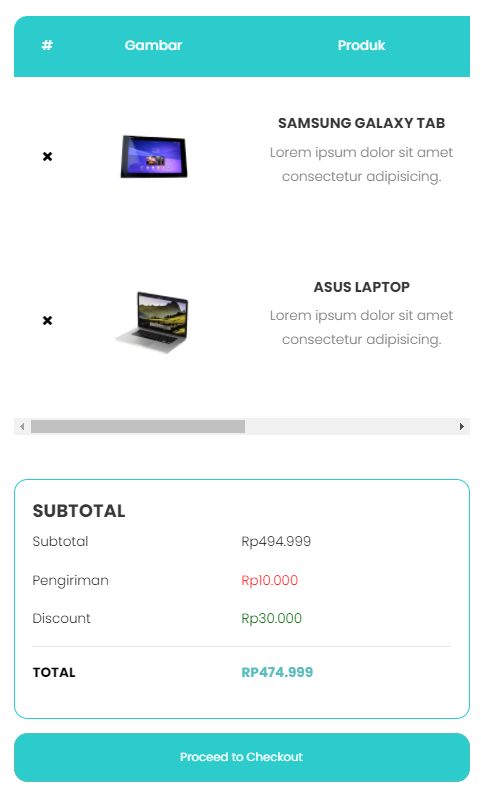 # Gambar Produk
SAMSUNG GALAXY TAB
Lorem ipsum dolor sit amet
consectetur adipisicing.
ASUS LAPTOP
Lorem ipsum dolor sit amet
consectetur adipisicing.
SUBTOTAL
Subtotal Rp494.999
Pengiriman Rp10.000
Discount Rp30.000
TOTAL RP474.999
Proceed to Checkout